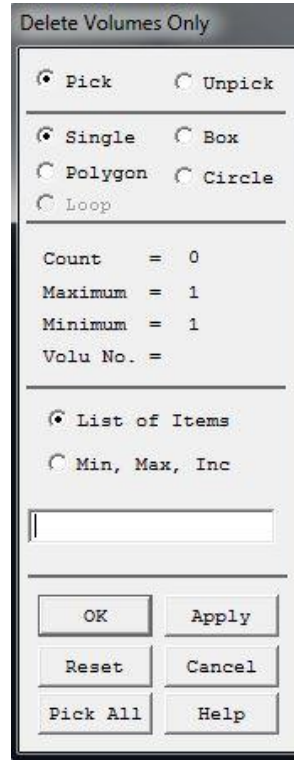 Delete Volumes Only
Pick Unpick
Single Box
Polygon Circle
Loop
Count = 0
Maximum = 1
Minimum = 1
Volu No. =
List of Items
Min, Max, Inc
OK Apply
Reset Cancel
Pick All Help